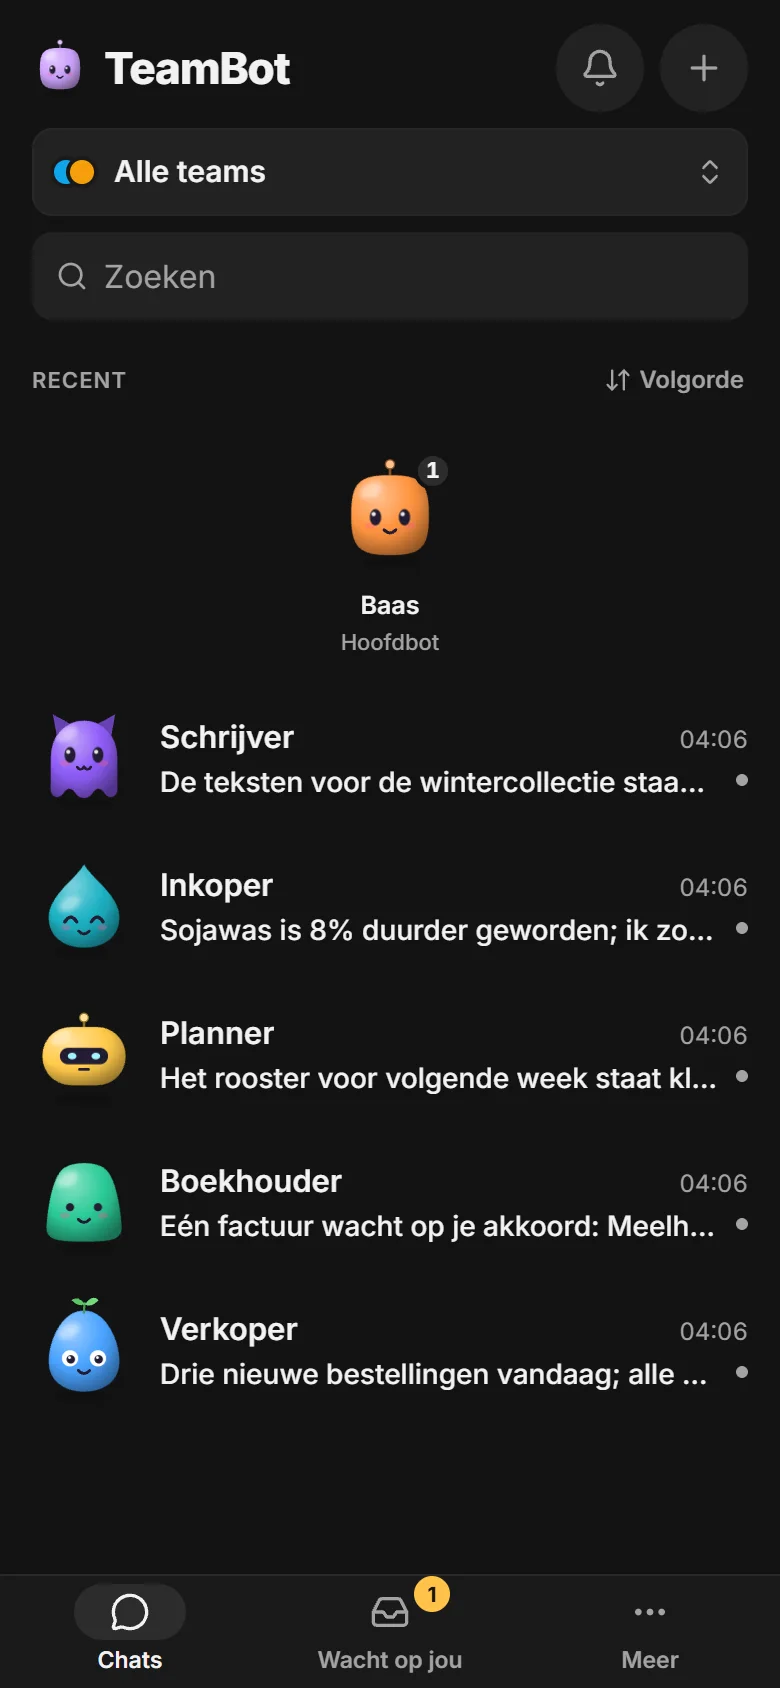 TeamBot
Alle teams
Zoeken
RECENT
Volgorde
1
Baas
Hoofdbot
Schrijver
04:06
De teksten voor de wintercollectie staa...
Inkoper
04:06
Sojawas is 8% duurder geworden; ik zo...
Planner
04:06
Het rooster voor volgende week staat kl...
Boekhouder
04:06
Eén factuur wacht op je akkoord: Meelh...
Verkoper
04:06
Drie nieuwe bestellingen vandaag; alle ...
1
Chats
Wacht op jou
Meer